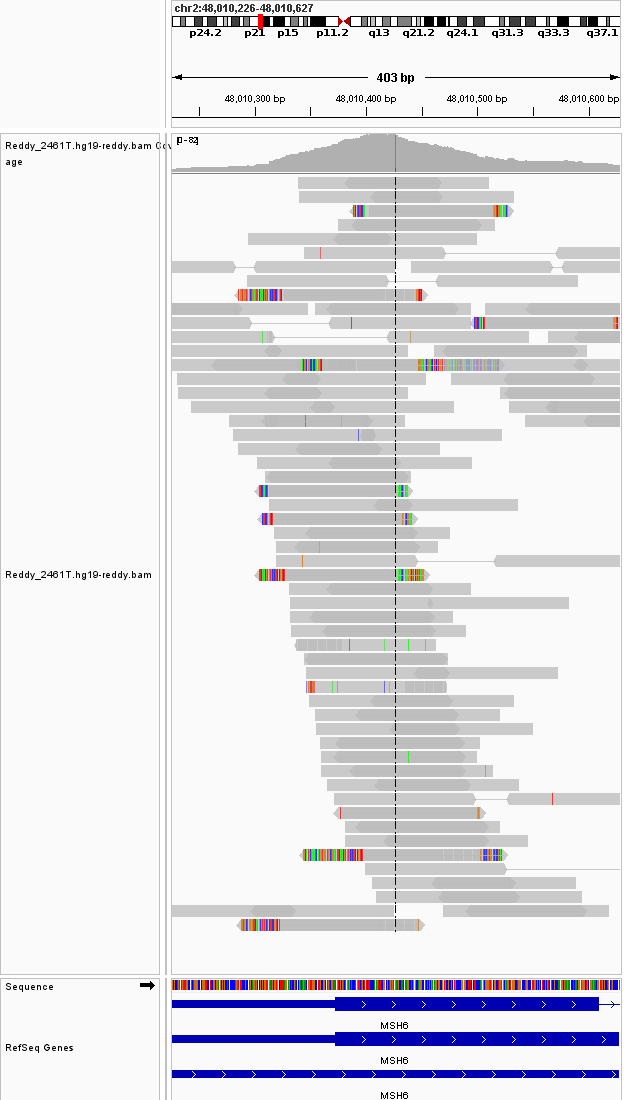 chr2:48,010,226-48,010,627
p24.2 p21 p15 p11.2 q13 q21.2 q24.1 q31.3 q33.3 q37.1
403 bp
48,010,300 bp 48,010,400 bp 48,010,500 bp 48,010,600 bp
Reddy_2461T.hg19-reddy.bam Cov
age
[0 - 82]
Reddy_2461T.hg19-reddy.bam
Sequence
MSH6
RefSeq Genes
MSH6
MSH6